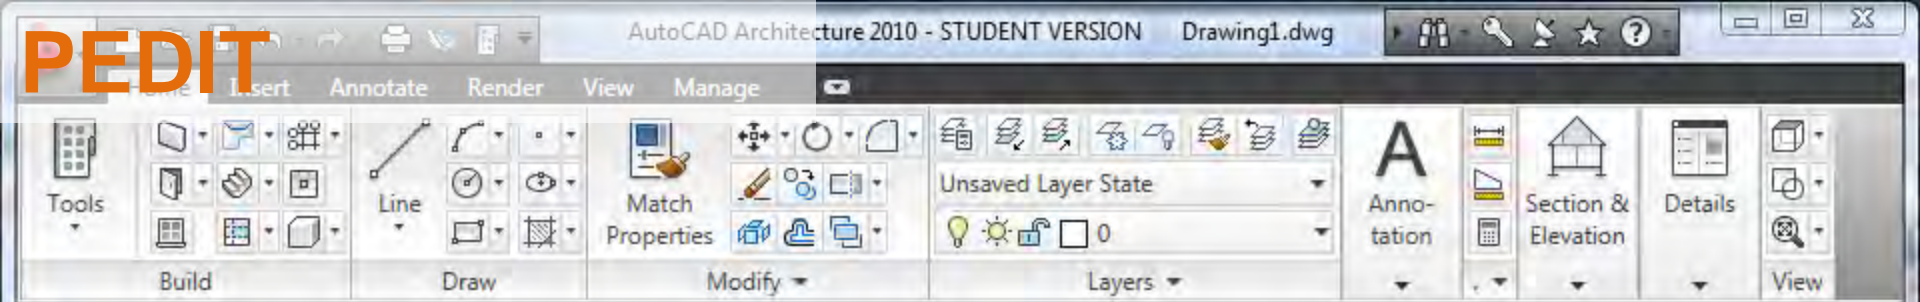 PEDIT
AutoCAD Architecture 2010 - STUDENT VERSION Drawing1.dwg
Home Insert Annotate Render View Manage
Tools
Line
Match
Properties
Unsaved Layer State
0
A
Anno-
tation
Section &
Elevation
Details
Build Draw Modify Layers View